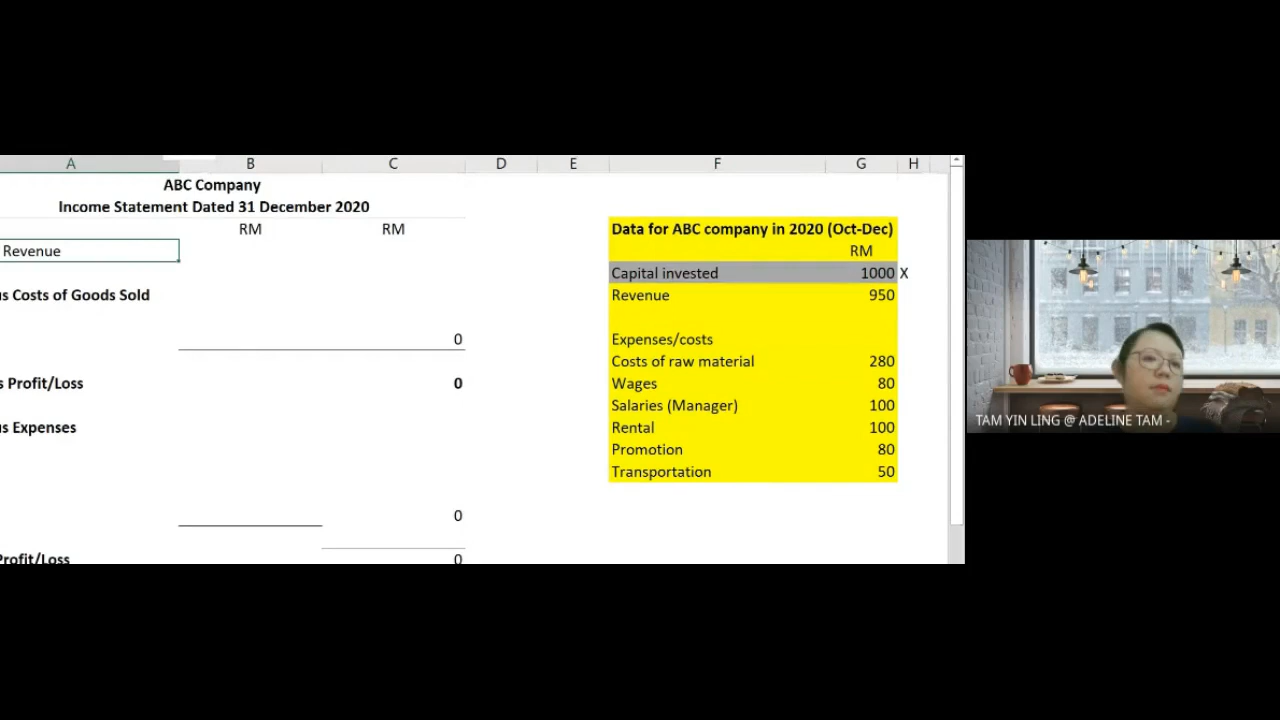 A B C D E F G H
ABC Company
Income Statement Dated 31 December 2020
RM RM
Revenue
s Costs of Goods Sold
0
s Profit/Loss 0
s Expenses
0
Profit/Loss 0
Data for ABC company in 2020 (Oct-Dec)
RM
Capital invested 1000 X
Revenue 950
Expenses/costs
Costs of raw material 280
Wages 80
Salaries (Manager) 100
Rental 100
Promotion 80
Transportation 50
TAM YIN LING @ ADELINE TAM -